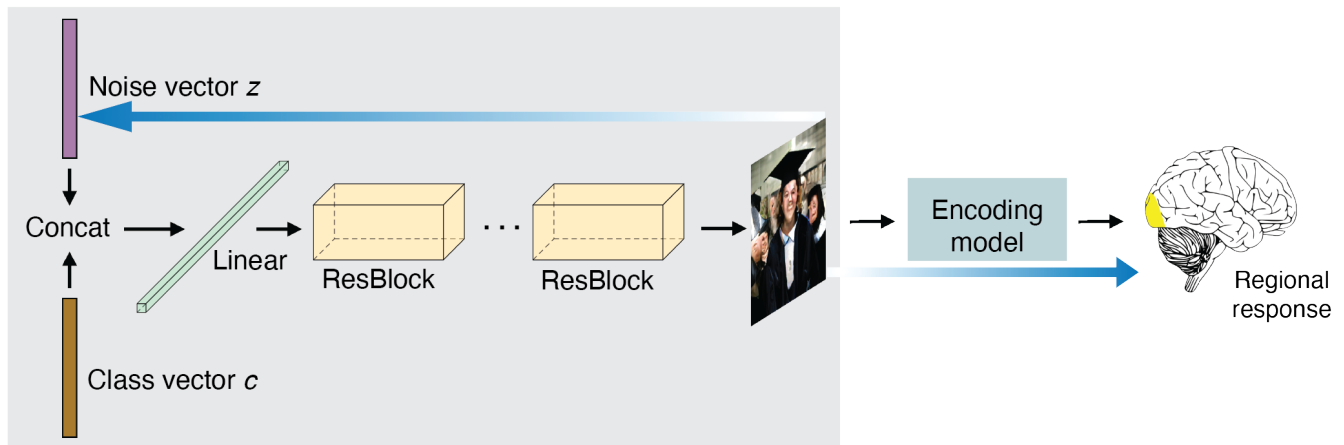 Noise vector z
Concat
Linear
ResBlock
. . .
ResBlock
Class vector c
Encoding
model
Regional
response